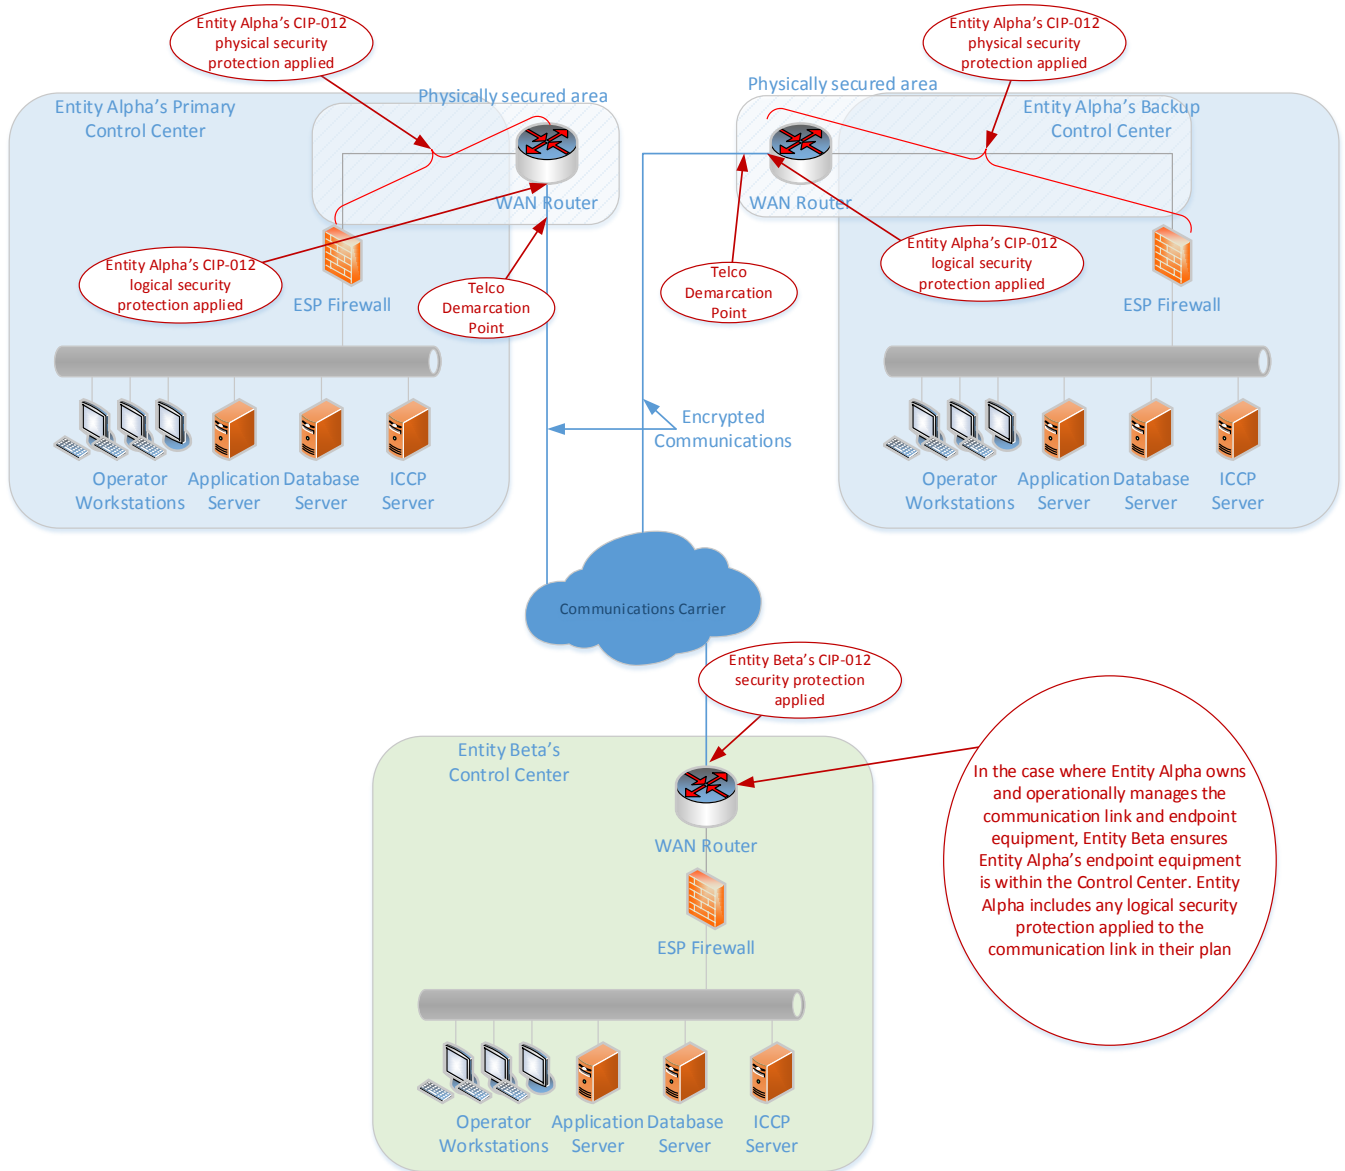 Entity Alpha's CIP-012
physical security
protection applied
Entity Alpha's CIP-012
physical security
protection applied
Physically secured area
Physically secured area
Entity Alpha's Primary
Control Center
Entity Alpha's Backup
Control Center
WAN Router
WAN Router
Entity Alpha's CIP-012
logical security
protection applied
Telco
Demarcation
Point
Telco
Demarcation
Point
Entity Alpha's CIP-012
logical security
protection applied
ESP Firewall
ESP Firewall
Encrypted
Communications
Operator
Workstations
Application
Server
Database
Server
ICCP
Server
Operator
Workstations
Application
Server
Database
Server
ICCP
Server
Communications Carrier
Entity Beta's CIP-012
security protection
applied
Entity Beta's
Control Center
In the case where Entity Alpha owns
and operationally manages the
communication link and endpoint
equipment, Entity Beta ensures
Entity Alpha's endpoint equipment
is within the Control Center. Entity
Alpha includes any logical security
protection applied to the
communication link in their plan
WAN Router
ESP Firewall
Operator
Workstations
Application
Server
Database
Server
ICCP
Server